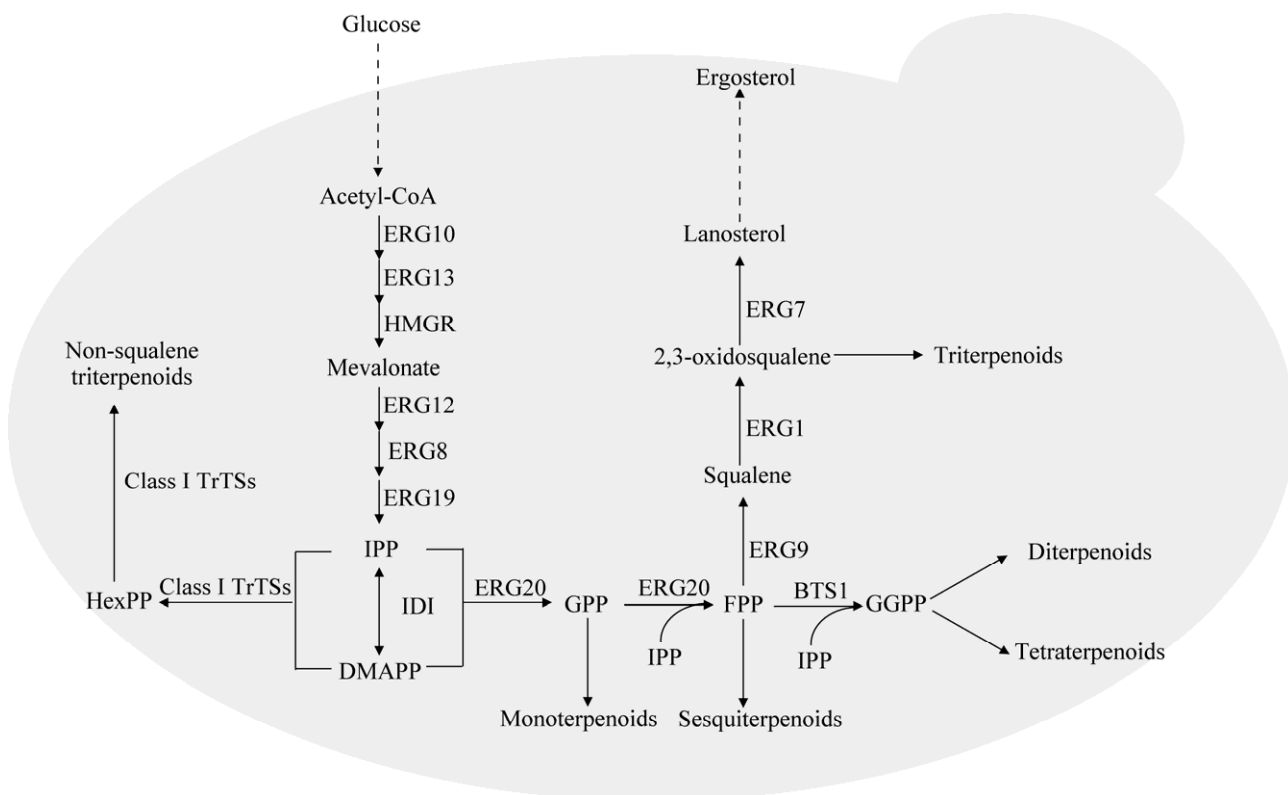 Glucose
Ergosterol
Acetyl-CoA
ERG10
Lanosterol
ERG13
ERG7
HMGR
Non-squalene
triterpenoids
2,3-oxidosqualene
Triterpenoids
Mevalonate
ERG12
ERG1
ERG8
Class I TrTSs
Squalene
ERG19
IPP
ERG9
Diterpenoids
HexPP
Class I TrTSs
IDI
ERG20
GPP
ERG20
FPP
BTS1
GGPP
IPP
IPP
Tetraterpenoids
DMAPP
Monoterpenoids
Sesquiterpenoids